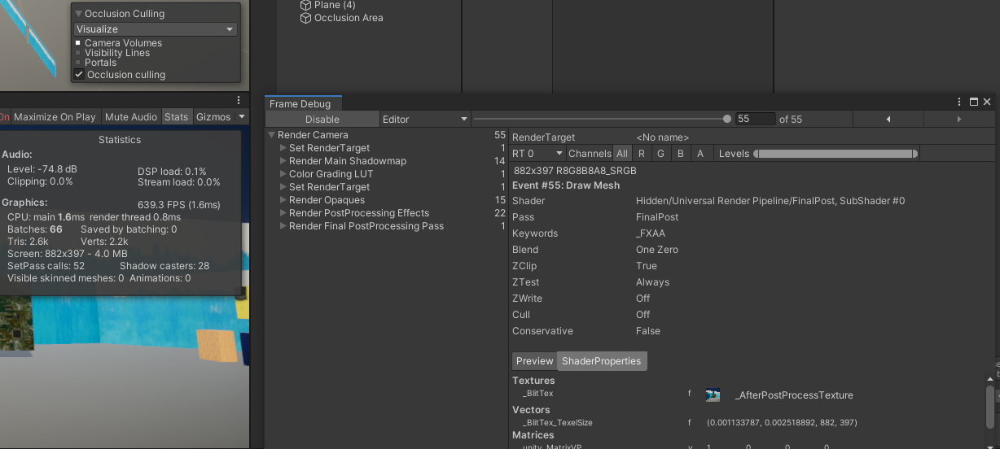 Occlusion Culling
Visualize
Camera Volumes
Visibility Lines
Portals
Occlusion culling
Plane (4)
Occlusion Area
On Maximize On Play Mute Audio Stats Gizmos
Statistics
Audio:
Level: -74.8 dB DSP load: 0.1%
Clipping: 0.0% Stream load: 0.0%
Graphics: 639.3 FPS (1.6ms)
CPU: main 1.6ms render thread 0.8ms
Batches: 66 Saved by batching: 0
Tris: 2.6k Verts: 2.2k
Screen: 882x397 - 4.0 MB
SetPass calls: 52 Shadow casters: 28
Visible skinned meshes: 0 Animations: 0
Frame Debug
Disable Editor 55 of 55
Render Camera 55
Set RenderTarget 1
Render Main Shadowmap 14
Color Grading LUT 1
Set RenderTarget 1
Render Opaques 15
Render PostProcessing Effects 22
Render Final PostProcessing Pass 1
RenderTarget <No name>
RT 0 Channels All R G B A Levels
882x397 R8G8B8A8_SRGB
Event #55: Draw Mesh
Shader Hidden/Universal Render Pipeline/FinalPost, SubShader #0
Pass FinalPost
Keywords _FXAA
Blend One Zero
ZClip True
ZTest Always
ZWrite Off
Cull Off
Conservative False
Preview ShaderProperties
Textures
_BlitTex f _AfterPostProcessTexture
Vectors
_BlitTex_TexelSize f (0.001133787, 0.002518892, 882, 397)
Matrices
unity_MatrixVP v 1 0 0 0